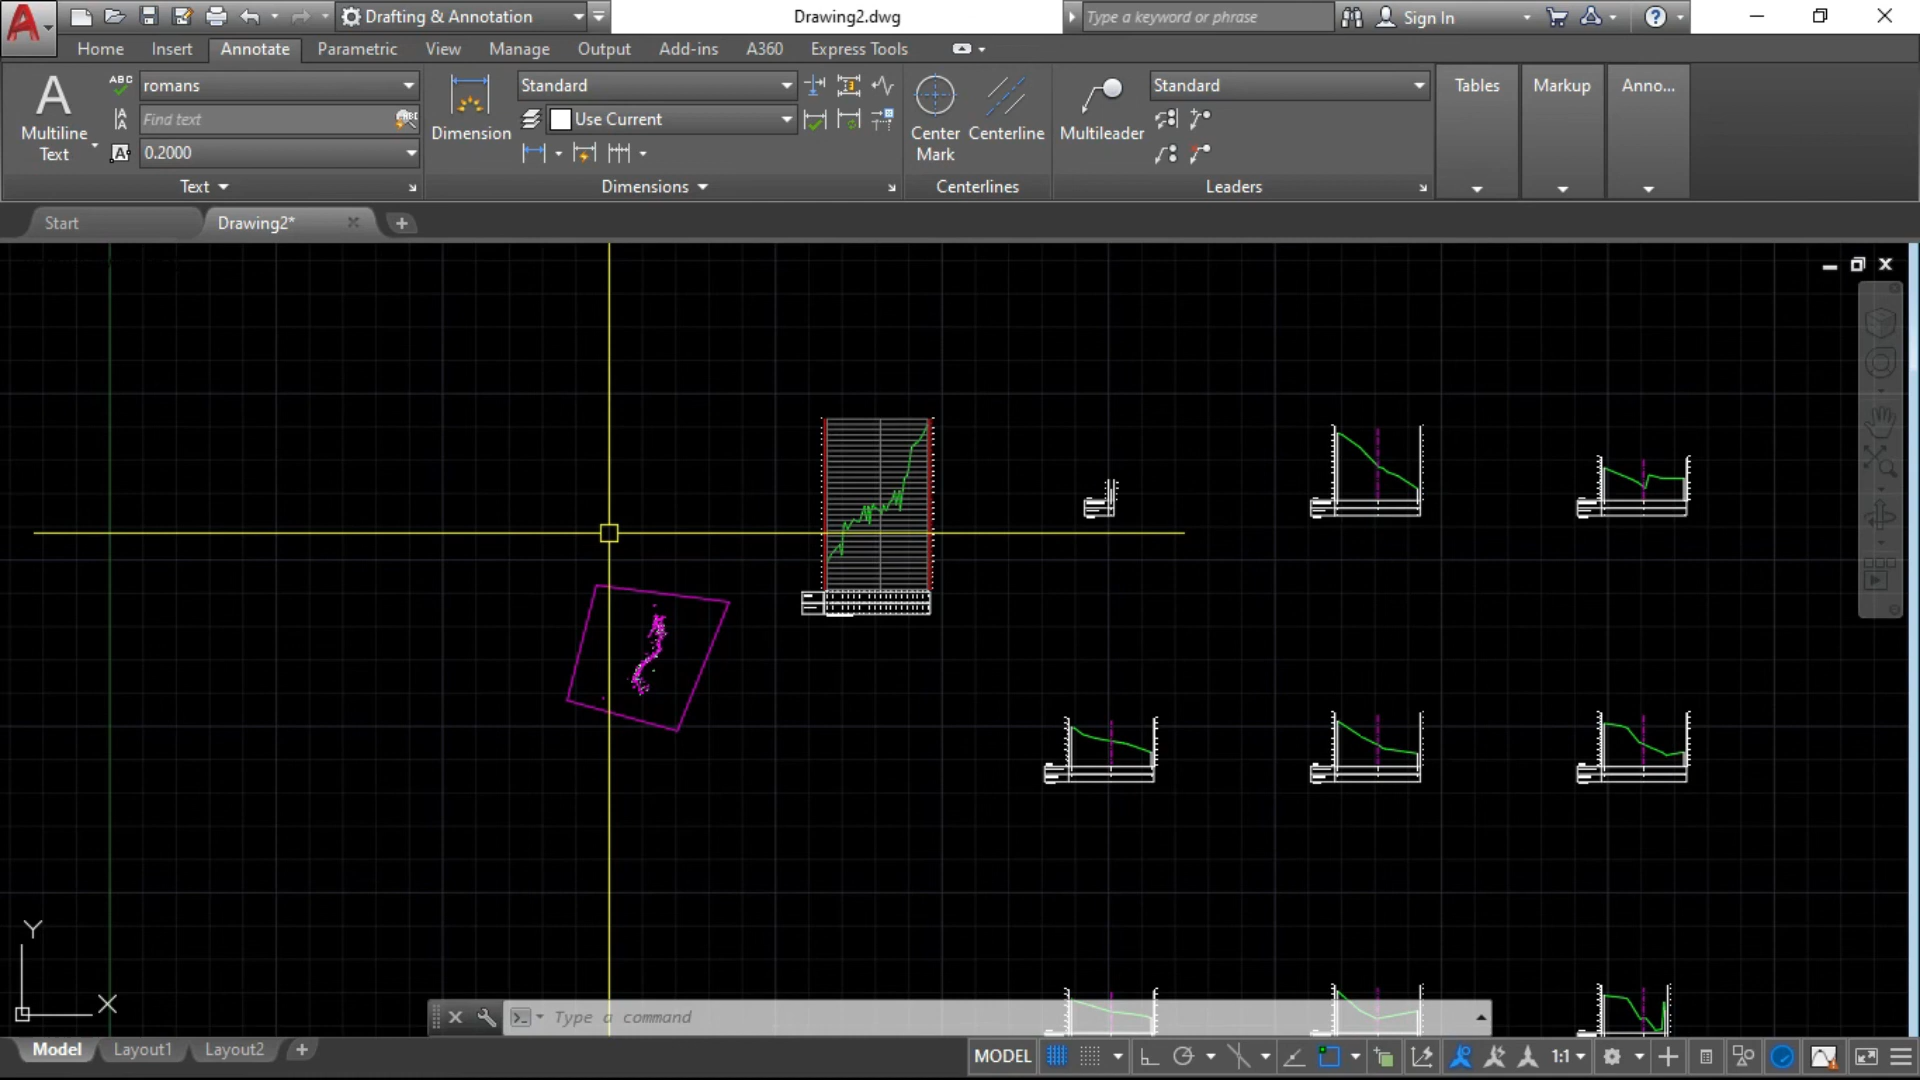 Drafting & Annotation
Drawing2.dwg
Type a keyword or phrase
Sign In
Home
Insert
Annotate
Parametric
View
Manage
Output
Add-ins
A360
Express Tools
Multiline
Text
romans
Find text
0.2000
Text
Dimension
Standard
Use Current
Dimensions
Center
Mark
Centerline
Centerlines
Multileader
Standard
Leaders
Tables
Markup
Anno...
Start
Drawing2*
Y
X
Type a command
Model
Layout1
Layout2
MODEL
1:1